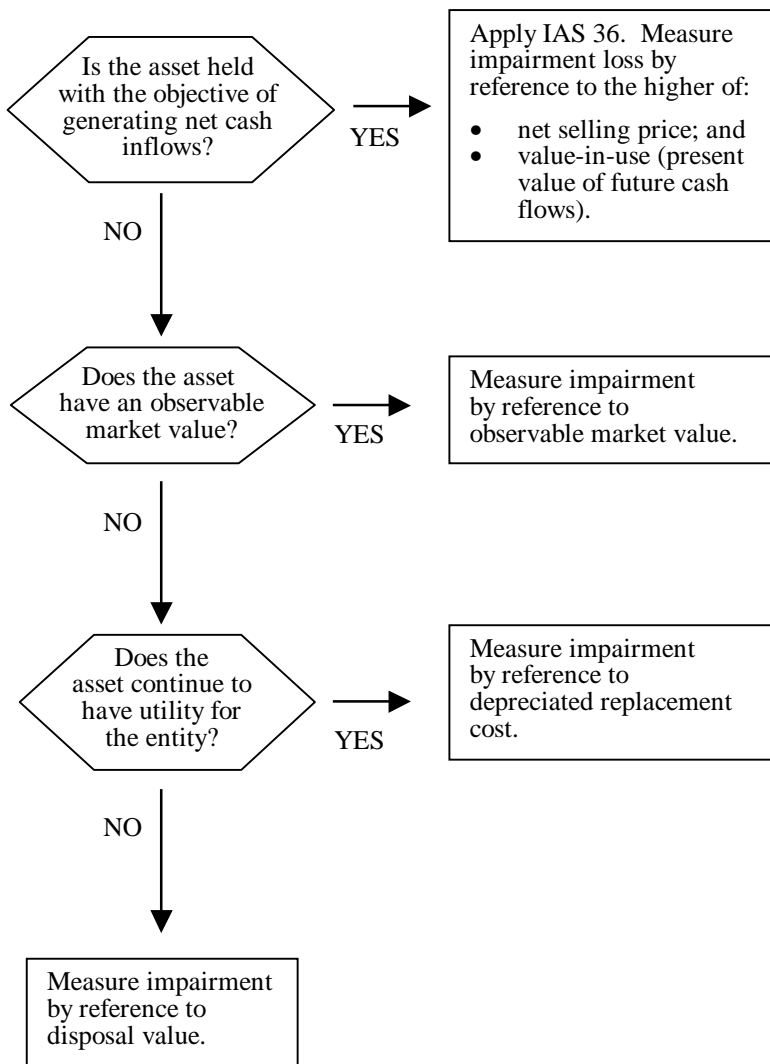 Is the asset held
with the objective of
generating net cash
inflows?
YES
Apply IAS 36.  Measure
impairment loss by
reference to the higher of:
• net selling price; and
• value-in-use (present
value of future cash
flows).
NO
Does the asset
have an observable
market value?
YES
Measure impairment
by reference to
observable market value.
NO
Does the
asset continue to
have utility for
the entity?
YES
Measure impairment
by reference to
depreciated replacement
cost.
NO
Measure impairment
by reference to
disposal value.